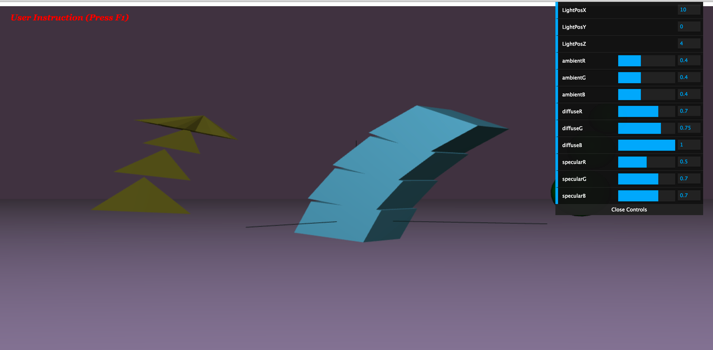 User Instruction (Press F1)
LightPosX 10
LightPosY 0
LightPosZ 4
ambientR 0.4
ambientG 0.4
ambientB 0.4
diffuseR 0.7
diffuseG 0.75
diffuseB 1
specularR 0.5
specularG 0.7
specularB 0.7
Close Controls